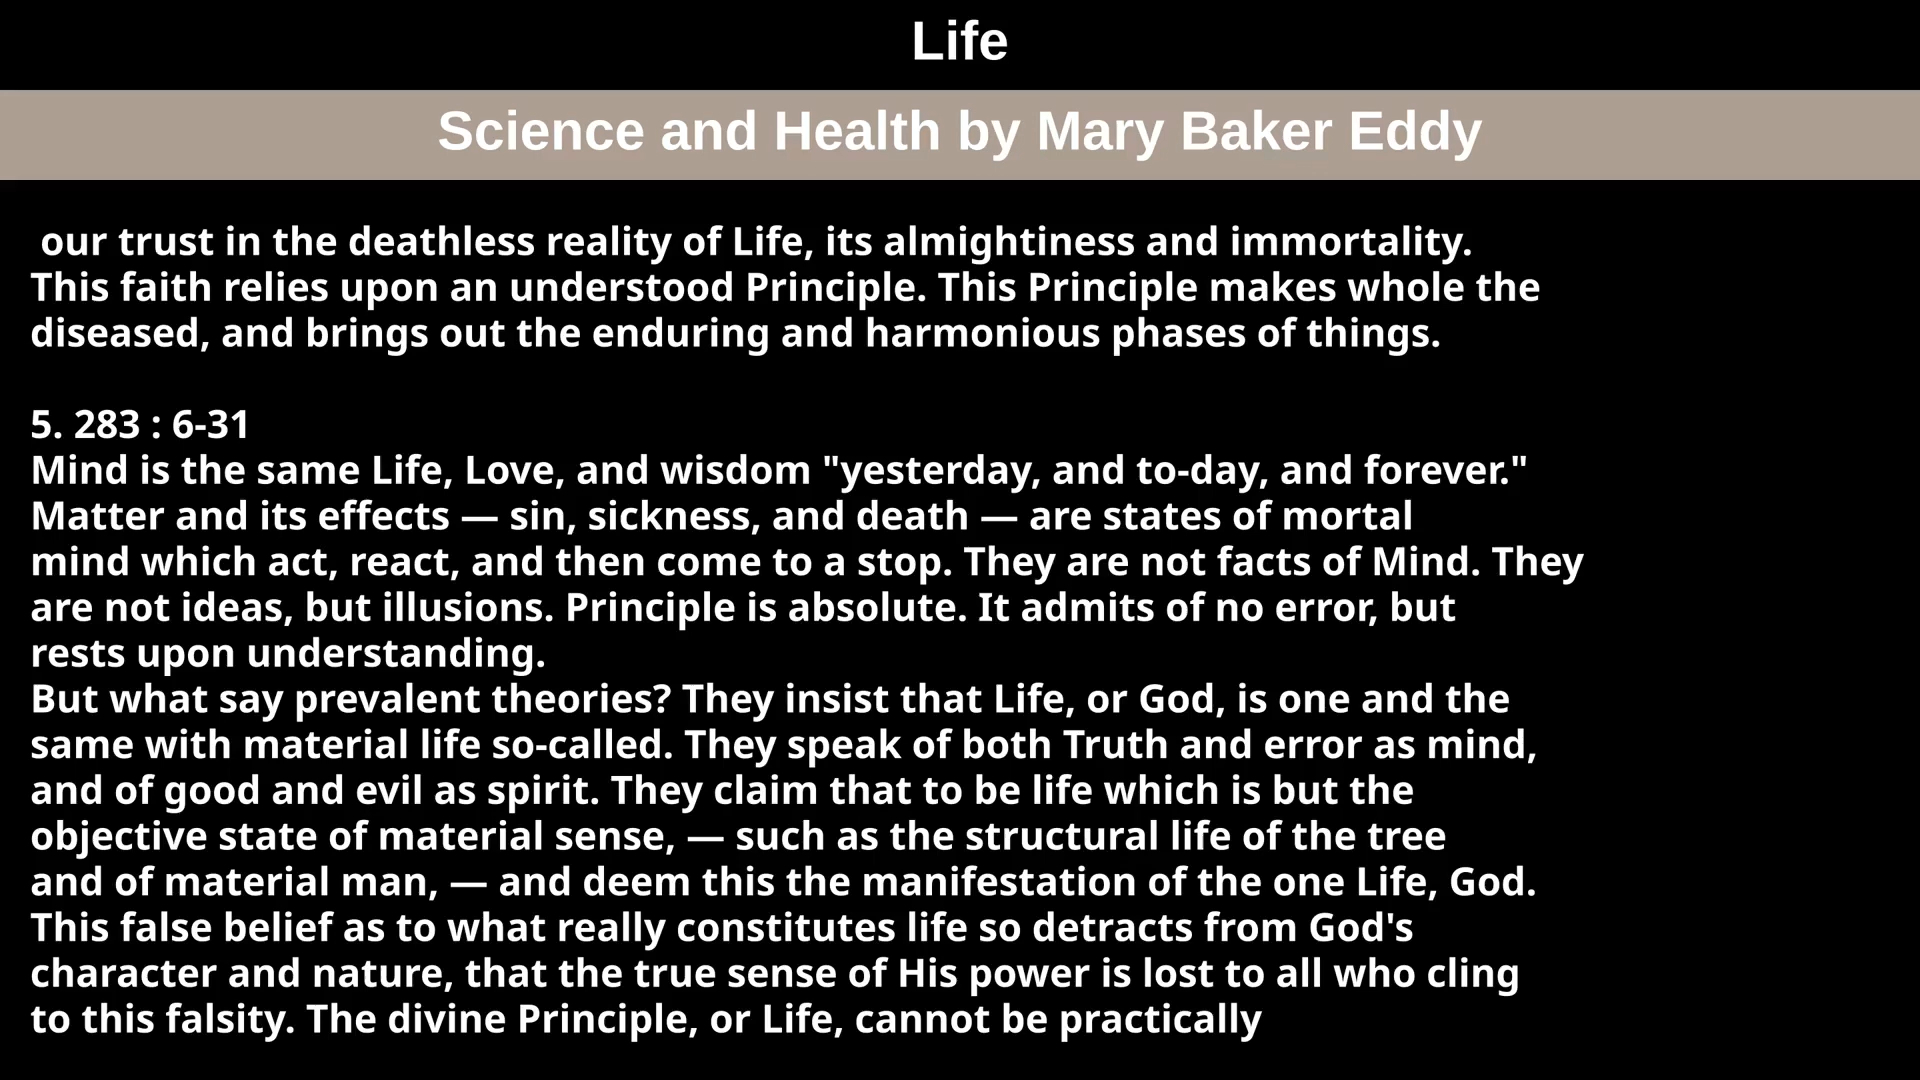 Life
Science and Health by Mary Baker Eddy
our trust in the deathless reality of Life, its almightiness and immortality.
This faith relies upon an understood Principle. This Principle makes whole the
diseased, and brings out the enduring and harmonious phases of things.
5. 283 : 6-31
Mind is the same Life, Love, and wisdom "yesterday, and to-day, and forever."
Matter and its effects — sin, sickness, and death — are states of mortal
mind which act, react, and then come to a stop. They are not facts of Mind. They
are not ideas, but illusions. Principle is absolute. It admits of no error, but
rests upon understanding.
But what say prevalent theories? They insist that Life, or God, is one and the
same with material life so-called. They speak of both Truth and error as mind,
and of good and evil as spirit. They claim that to be life which is but the
objective state of material sense, — such as the structural life of the tree
and of material man, — and deem this the manifestation of the one Life, God.
This false belief as to what really constitutes life so detracts from God's
character and nature, that the true sense of His power is lost to all who cling
to this falsity. The divine Principle, or Life, cannot be practically